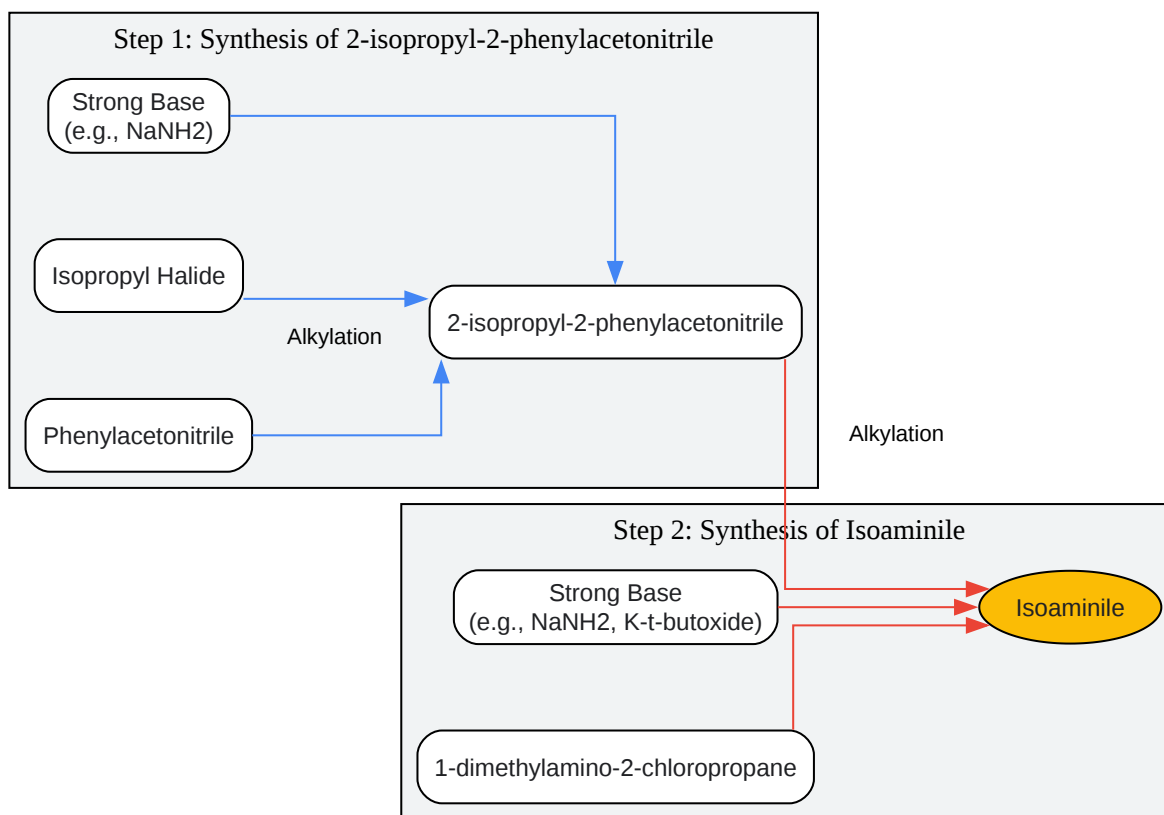 Step 1: Synthesis of 2-isopropyl-2-phenylacetonitrile
Strong Base
(e.g., NaNH2)
Isopropyl Halide
Alkylation
2-isopropyl-2-phenylacetonitrile
Phenylacetonitrile
Alkylation
Step 2: Synthesis of Isoaminile
Strong Base
(e.g., NaNH2, K-t-butoxide)
Isoaminile
1-dimethylamino-2-chloropropane